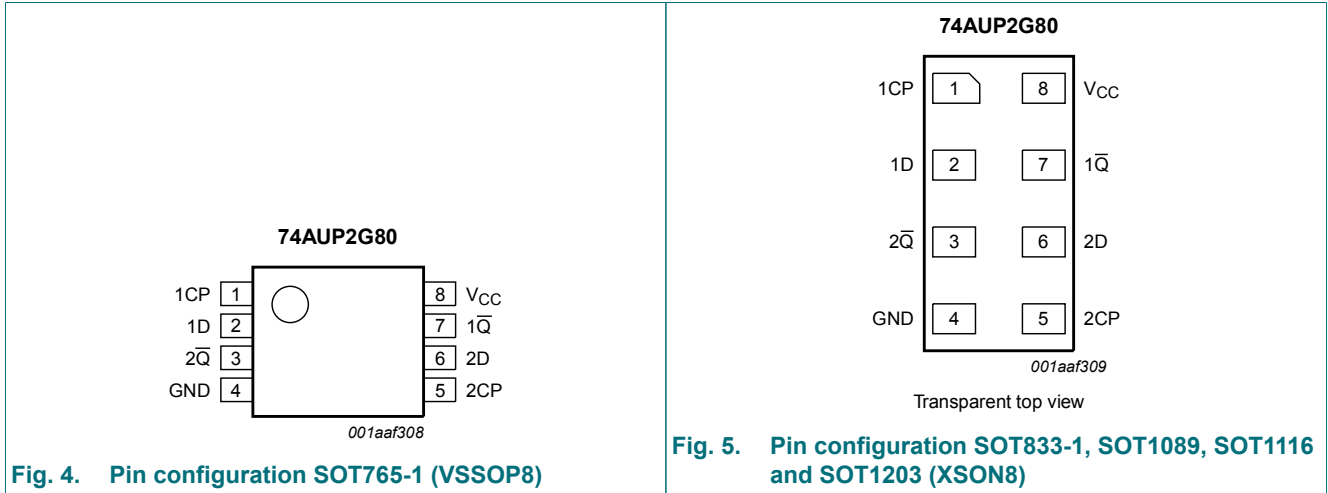 74AUP2G80
1CP 1 8 VCC
1D 2 7 1Q̅
2Q̅ 3 6 2D
GND 4 5 2CP
001aaf308
Fig. 4. Pin configuration SOT765-1 (VSSOP8)
74AUP2G80
1CP 1 8 VCC
1D 2 7 1Q̅
2Q̅ 3 6 2D
GND 4 5 2CP
001aaf309
Transparent top view
Fig. 5. Pin configuration SOT833-1, SOT1089, SOT1116
and SOT1203 (XSON8)